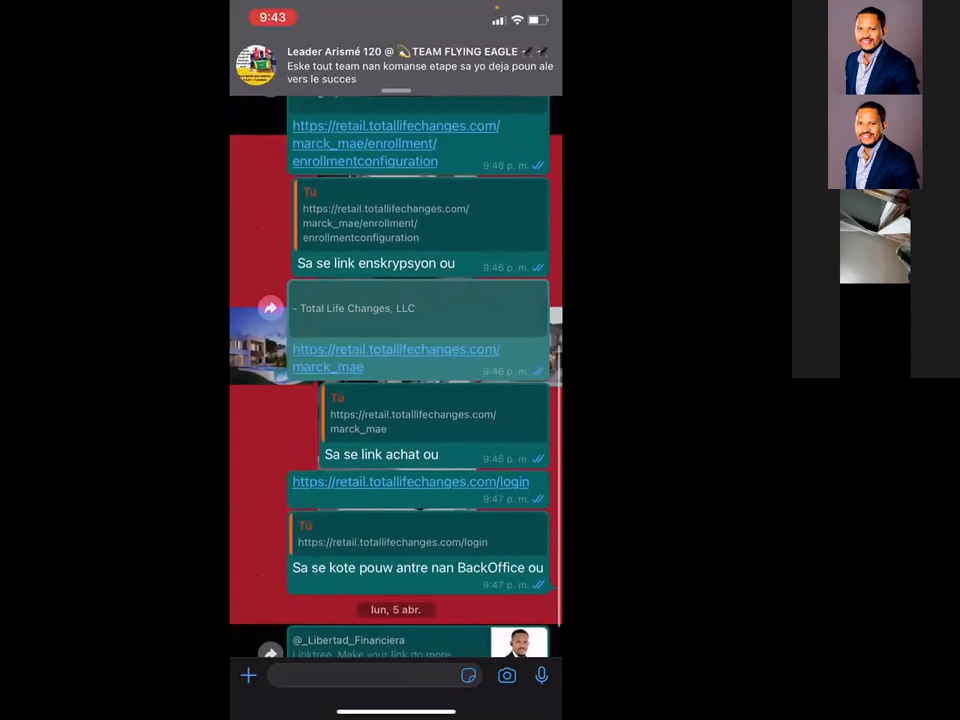 9:43
Leader Arismé 120 @ 💫TEAM FLYING EAGLE
Eske tout team nan komanse etape sa yo deja poun ale
vers le succes
https://retail.totallifechanges.com/
marck_mae/enrollment/
enrollmentconfiguration
9:46 p. m.
Tú
https://retail.totallifechanges.com/
marck_mae/enrollment/
enrollmentconfiguration
Sa se link enskrypsyon ou
9:46 p. m.
- Total Life Changes, LLC
https://retail.totallifechanges.com/
marck_mae
9:46 p. m.
Tú
https://retail.totallifechanges.com/
marck_mae
Sa se link achat ou
9:46 p. m.
https://retail.totallifechanges.com/login
9:47 p. m.
Tú
https://retail.totallifechanges.com/login
Sa se kote pouw antre nan BackOffice ou
9:47 p. m.
lun, 5 abr.
@_Libertad_Financiera
Linktree. Make your link do more.